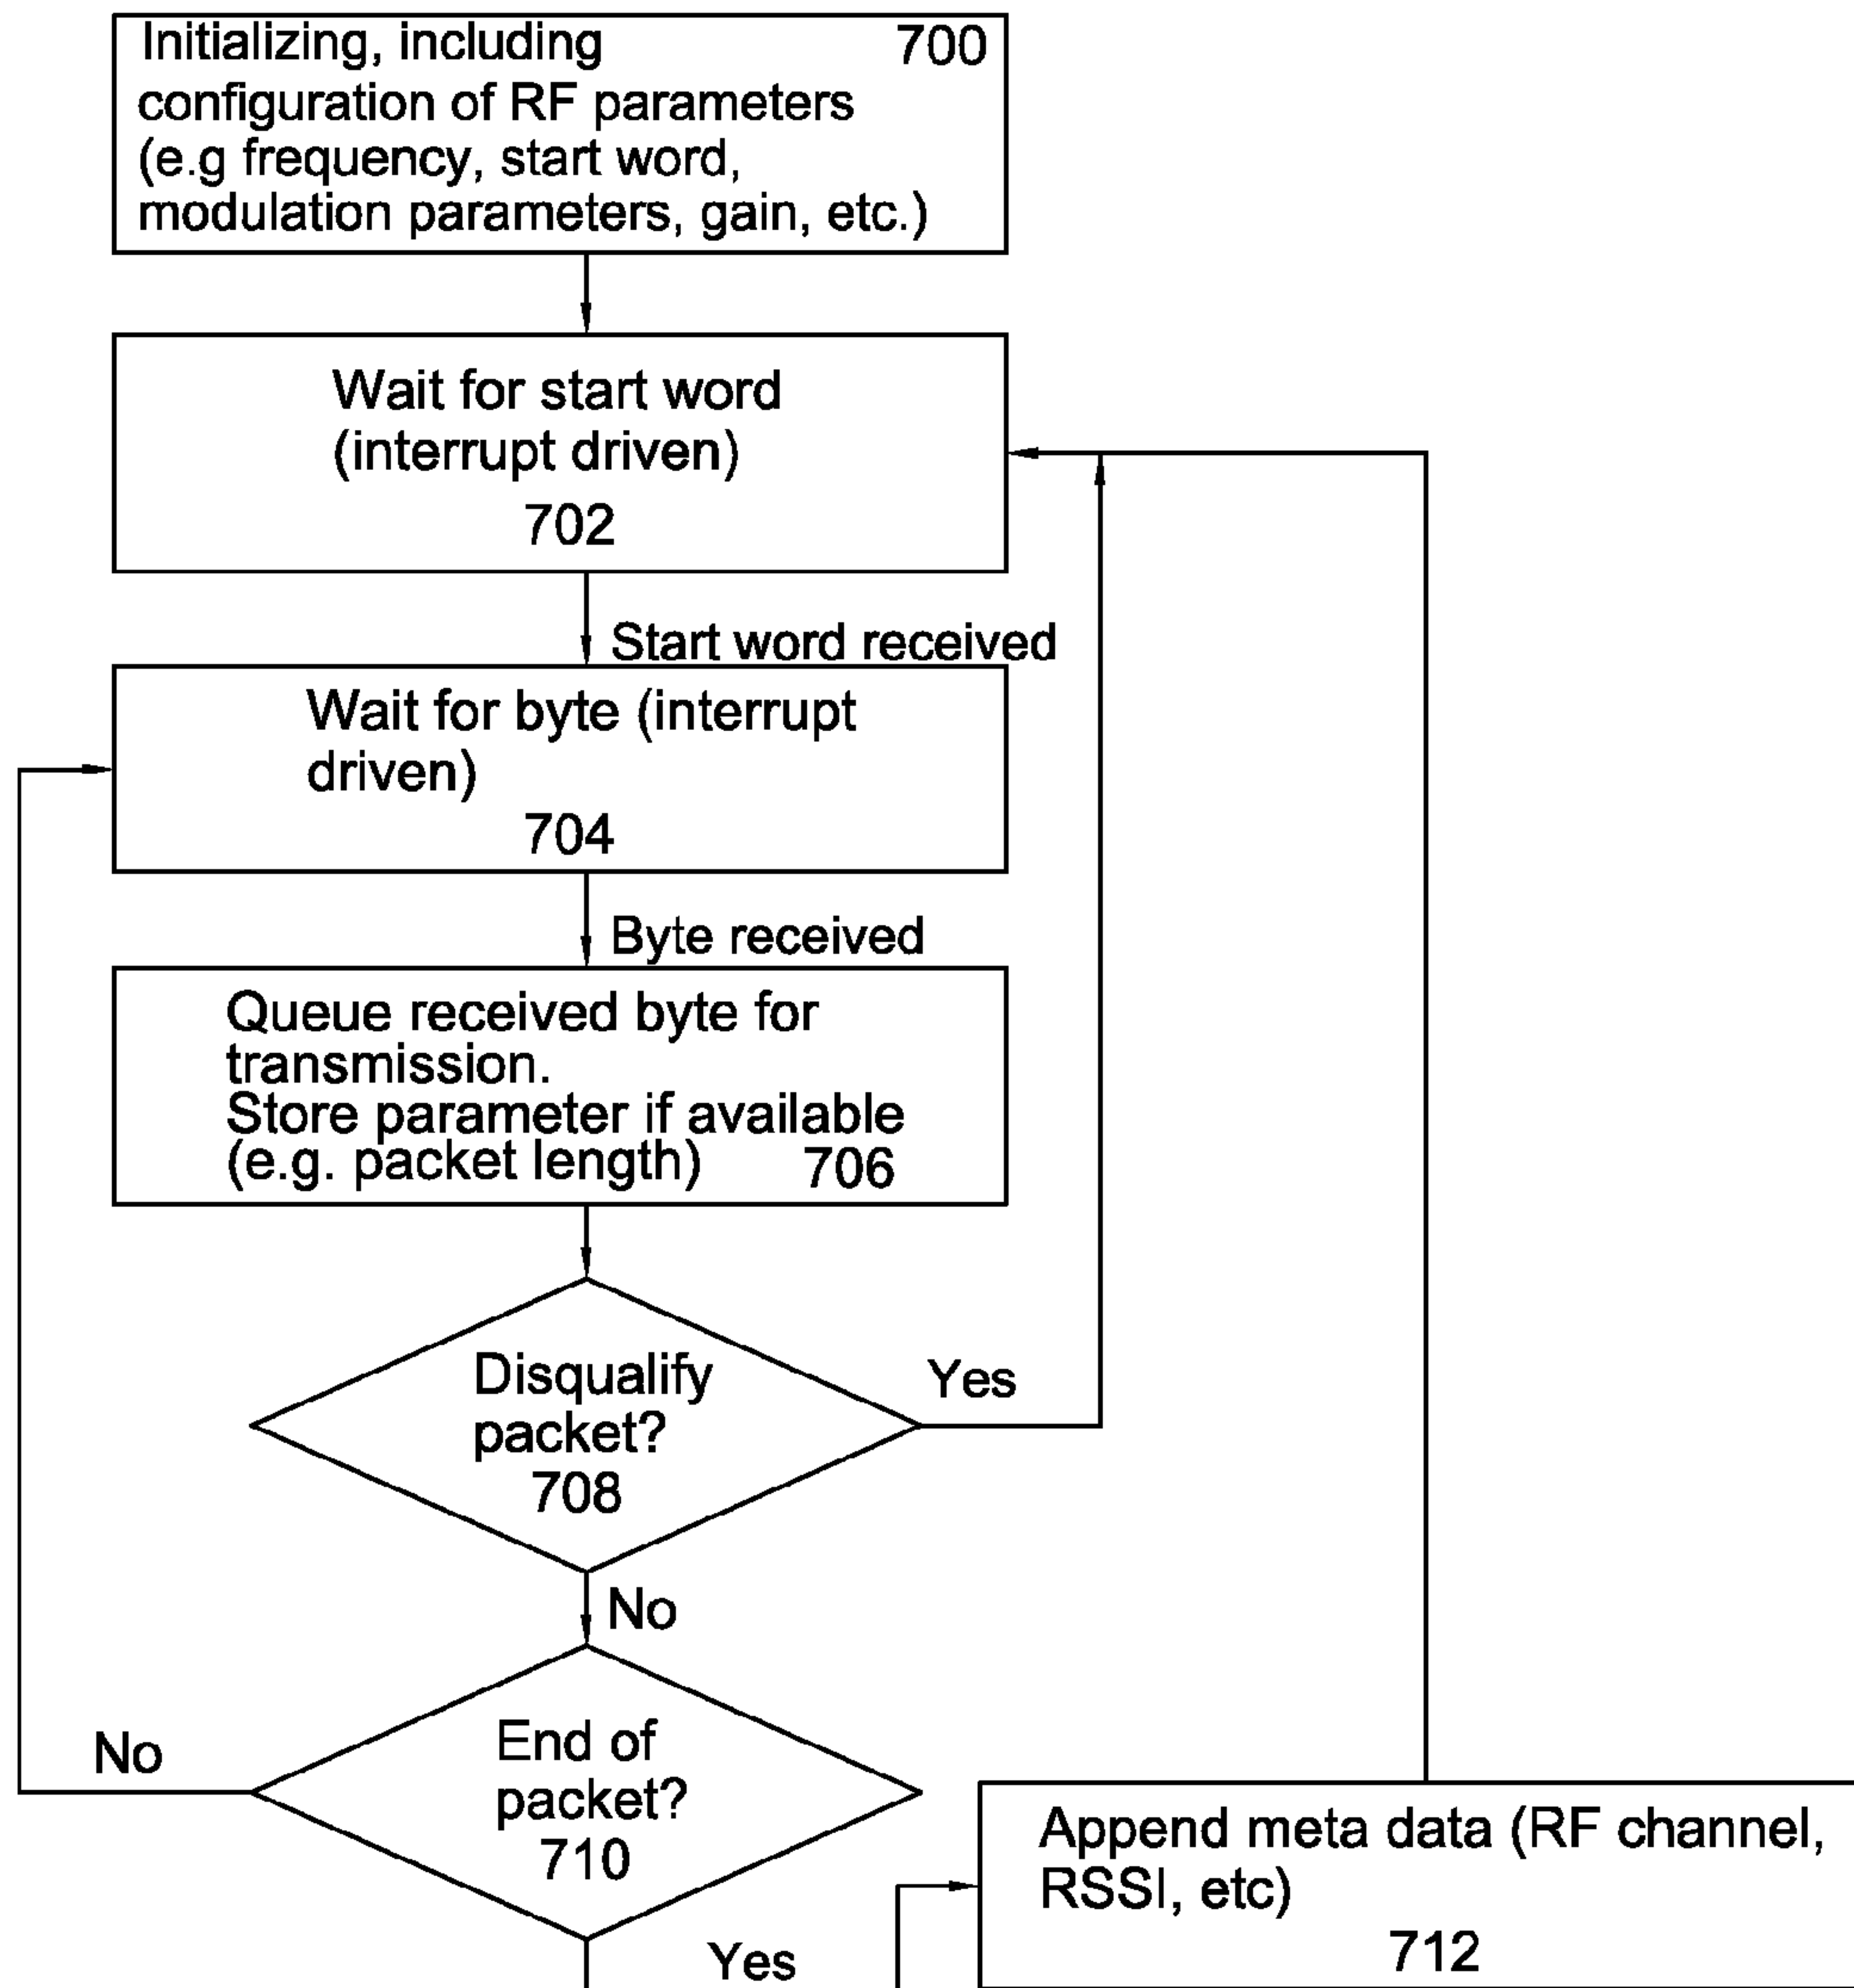 Initializing, including 700
configuration of RF parameters
(e.g frequency, start word,
modulation parameters, gain, etc.)
Wait for start word
(interrupt driven)
702
Start word received
Wait for byte (interrupt
driven)
704
Byte received
Queue received byte for
transmission.
Store parameter if available
(e.g. packet length) 706
Disqualify
packet?
708
Yes
No
End of
packet?
710
No
Yes
Append meta data (RF channel,
RSSI, etc)
712